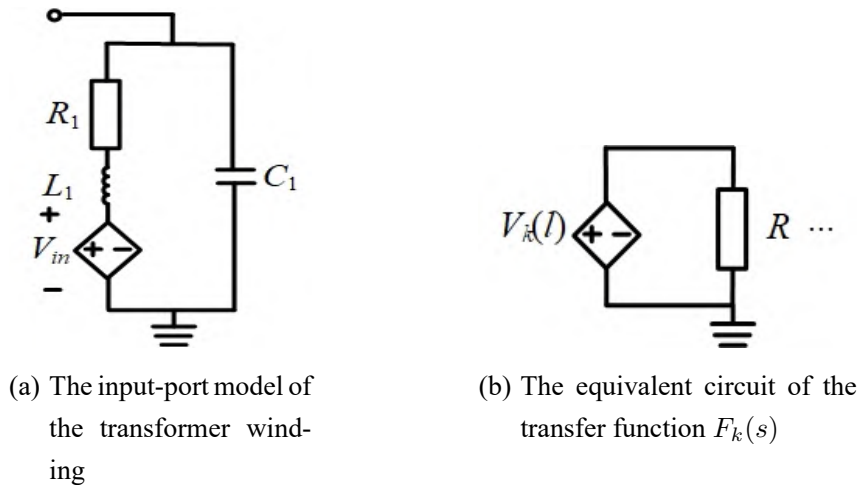 R1
L1
+
Vin
+ −
−
C1
Vk(l)
+ −
R ...
(a) The input-port model of
the transformer wind-
ing
(b) The equivalent circuit of the
transfer function Fk(s)